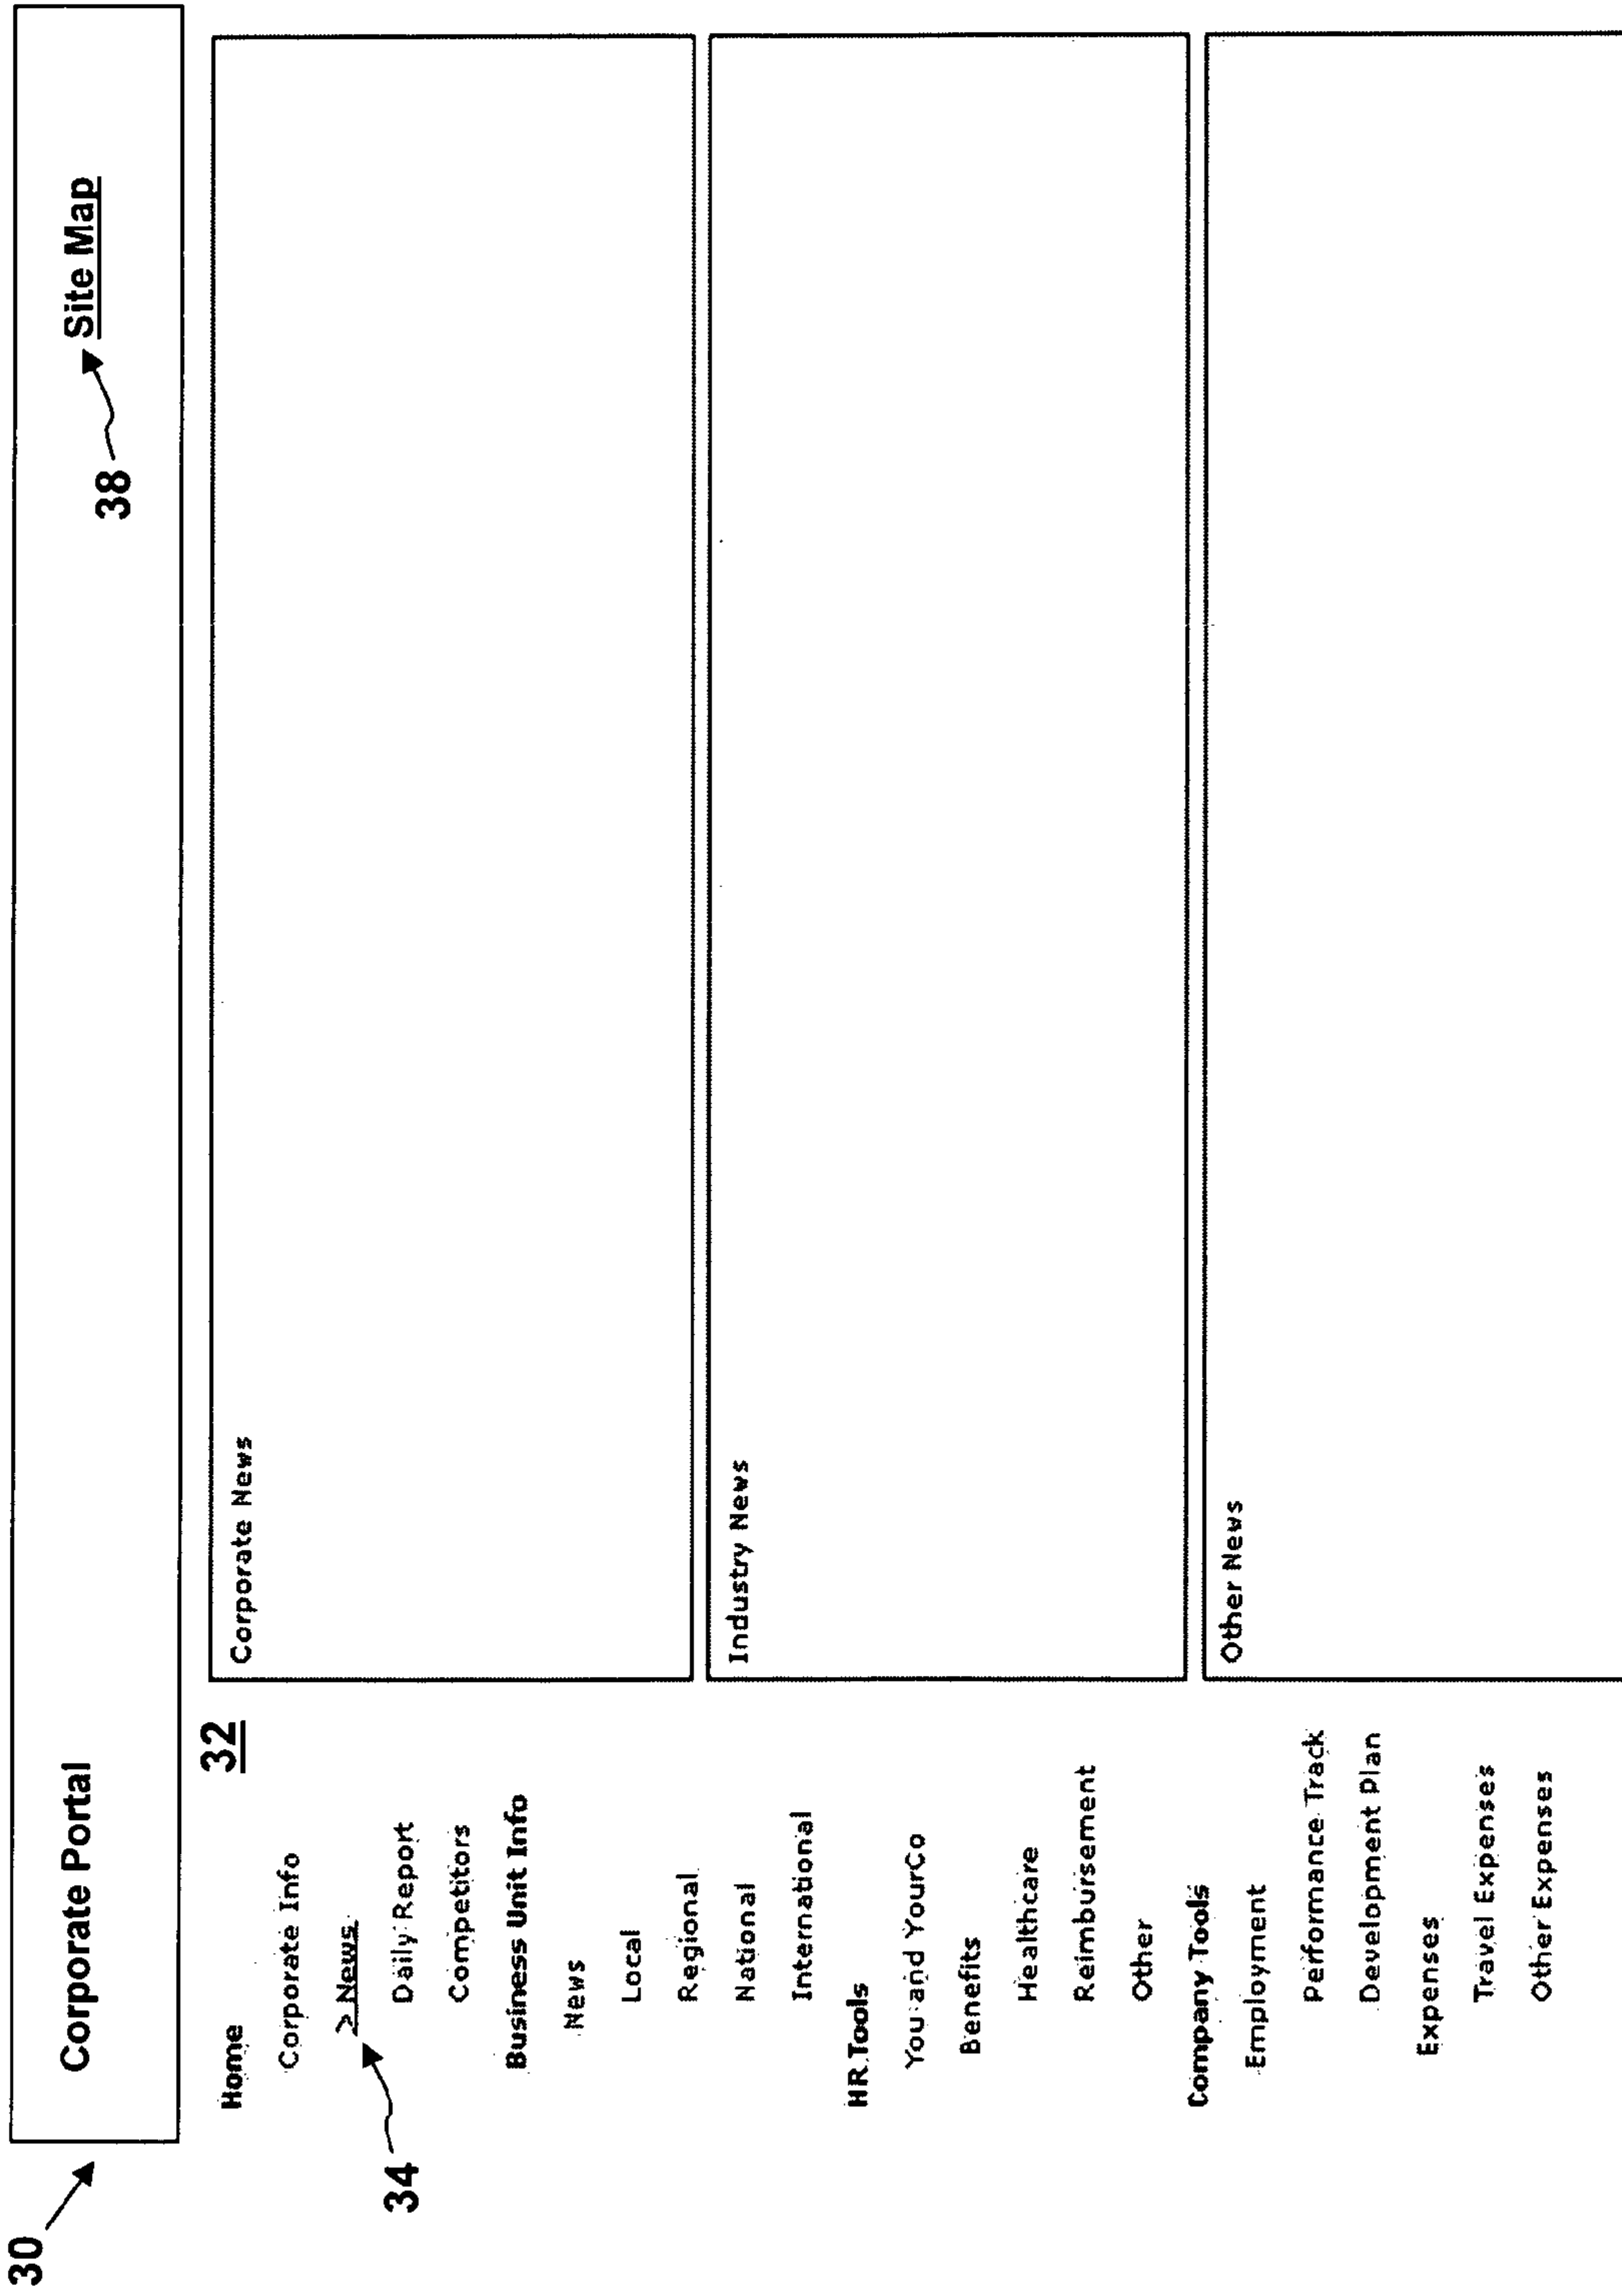 30
Corporate Portal
38
Site Map
32
Home
Corporate Info
34
> News
Daily Report
Competitors
Business Unit Info
News
Local
Regional
National
International
HR Tools
You and YourCo
Benefits
Healthcare
Reimbursement
Other
Company Tools
Employment
Performance Track
Development Plan
Expenses
Travel Expenses
Other Expenses
Corporate News
Industry News
Other News